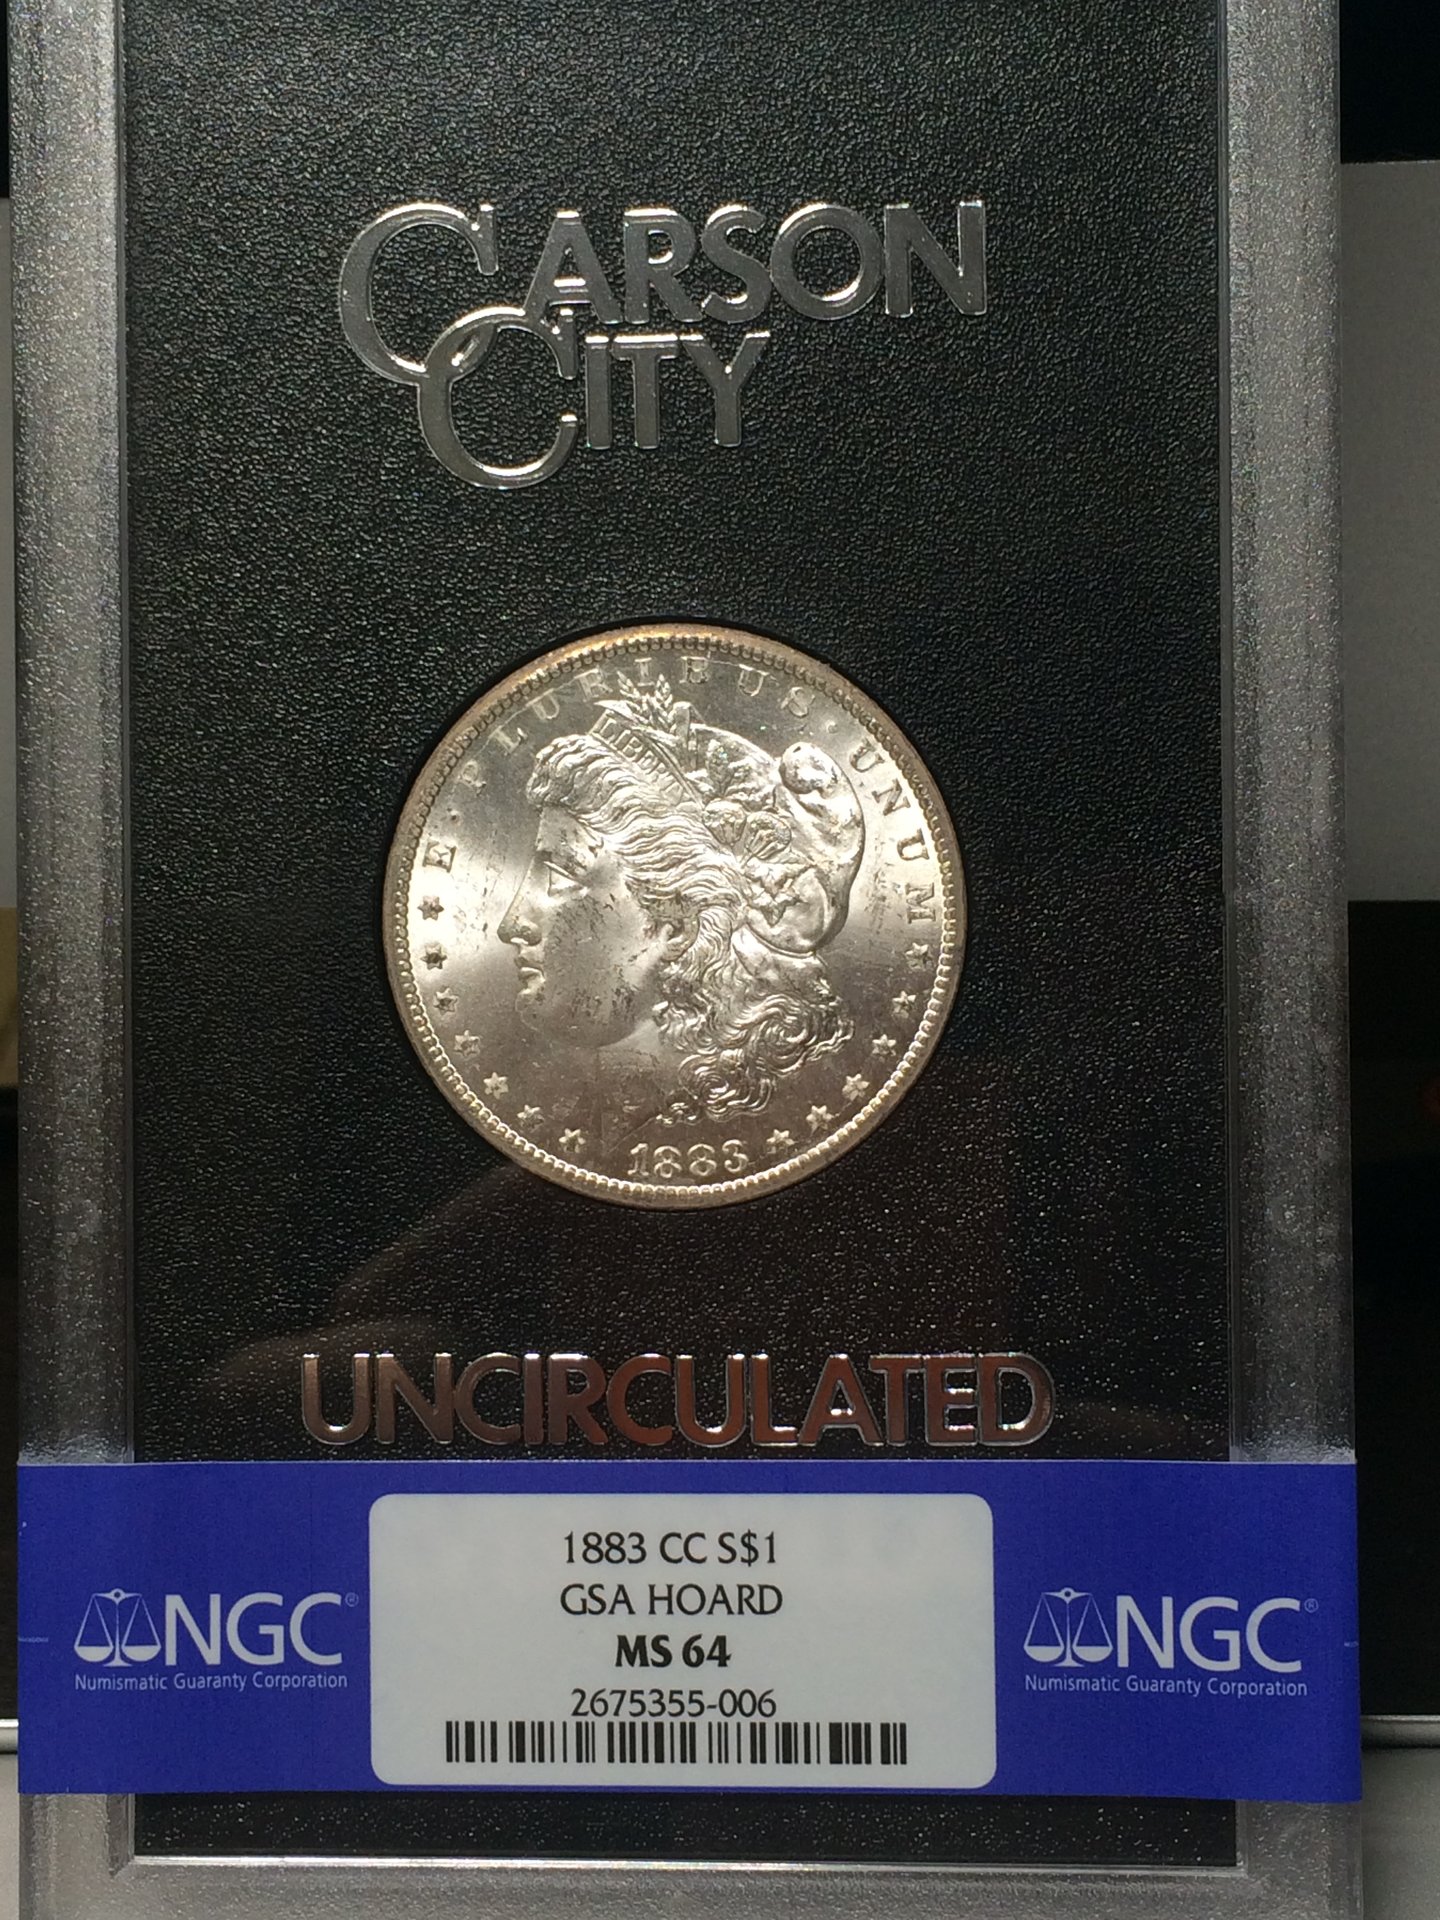 CARSON
CITY
E · PLURIBUS · UNUM
LIBERTY
1883
UNCIRCULATED
1883 CC S$1
GSA HOARD
MS 64
2675355-006
NGC®
Numismatic Guaranty Corporation
NGC®
Numismatic Guaranty Corporation